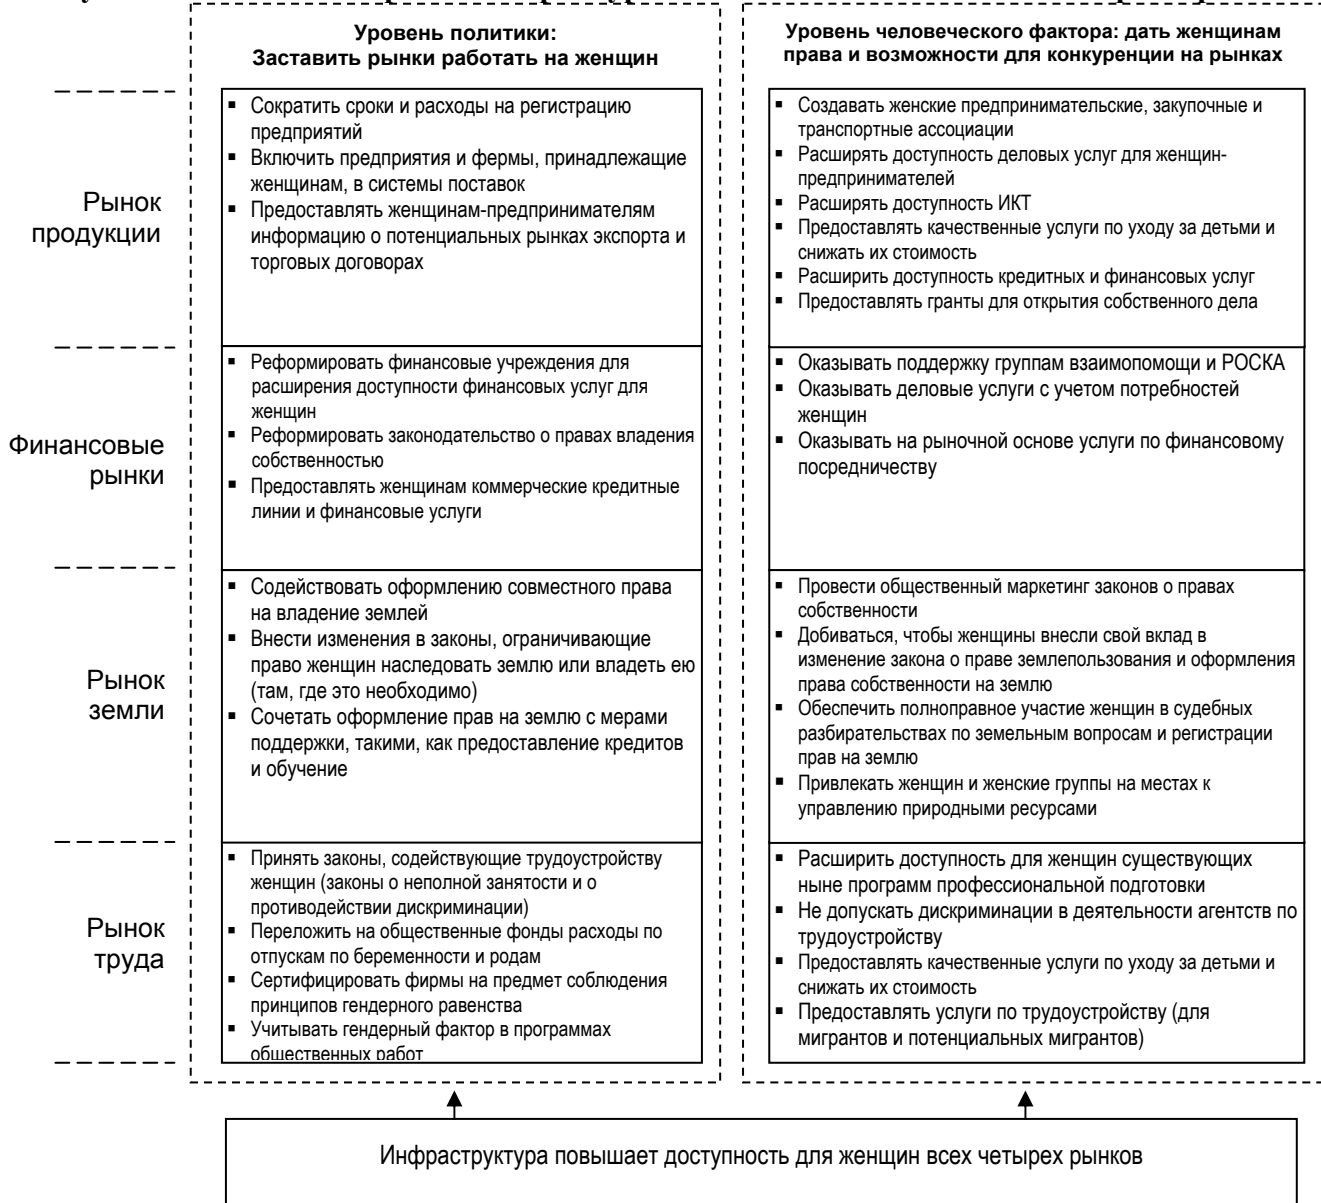 Уровень политики:
Заставить рынки работать на женщин
Уровень человеческого фактора: дать женщинам
права и возможности для конкуренции на рынках
Рынок
продукции
▪ Сократить сроки и расходы на регистрацию
предприятий
▪ Включить предприятия и фермы, принадлежащие
женщинам, в системы поставок
▪ Предоставлять женщинам-предпринимателям
информацию о потенциальных рынках экспорта и
торговых договорах
▪ Создавать женские предпринимательские, закупочные и
транспортные ассоциации
▪ Расширять доступность деловых услуг для женщин-
предпринимателей
▪ Расширять доступность ИКТ
▪ Предоставлять качественные услуги по уходу за детьми и
снижать их стоимость
▪ Расширить доступность кредитных и финансовых услуг
▪ Предоставлять гранты для открытия собственного дела
Финансовые
рынки
▪ Реформировать финансовые учреждения для
расширения доступности финансовых услуг для
женщин
▪ Реформировать законодательство о правах владения
собственностью
▪ Предоставлять женщинам коммерческие кредитные
линии и финансовые услуги
▪ Оказывать поддержку группам взаимопомощи и РОСКА
▪ Оказывать деловые услуги с учетом потребностей
женщин
▪ Оказывать на рыночной основе услуги по финансовому
посредничеству
Рынок
земли
▪ Содействовать оформлению совместного права
на владение землей
▪ Внести изменения в законы, ограничивающие
право женщин наследовать землю или владеть ею
(там, где это необходимо)
▪ Сочетать оформление прав на землю с мерами
поддержки, такими, как предоставление кредитов
и обучение
▪ Провести общественный маркетинг законов о правах
собственности
▪ Добиваться, чтобы женщины внесли свой вклад в
изменение закона о праве землепользования и оформления
права собственности на землю
▪ Обеспечить полноправное участие женщин в судебных
разбирательствах по земельным вопросам и регистрации
прав на землю
▪ Привлекать женщин и женские группы на местах к
управлению природными ресурсами
Рынок
труда
▪ Принять законы, содействующие трудоустройству
женщин (законы о неполной занятости и о
противодействии дискриминации)
▪ Переложить на общественные фонды расходы по
отпускам по беременности и родам
▪ Сертифицировать фирмы на предмет соблюдения
принципов гендерного равенства
▪ Учитывать гендерный фактор в программах
общественных работ
▪ Расширить доступность для женщин существующих
ныне программ профессиональной подготовки
▪ Не допускать дискриминации в деятельности агентств по
трудоустройству
▪ Предоставлять качественные услуги по уходу за детьми и
снижать их стоимость
▪ Предоставлять услуги по трудоустройству (для
мигрантов и потенциальных мигрантов)
Инфраструктура повышает доступность для женщин всех четырех рынков